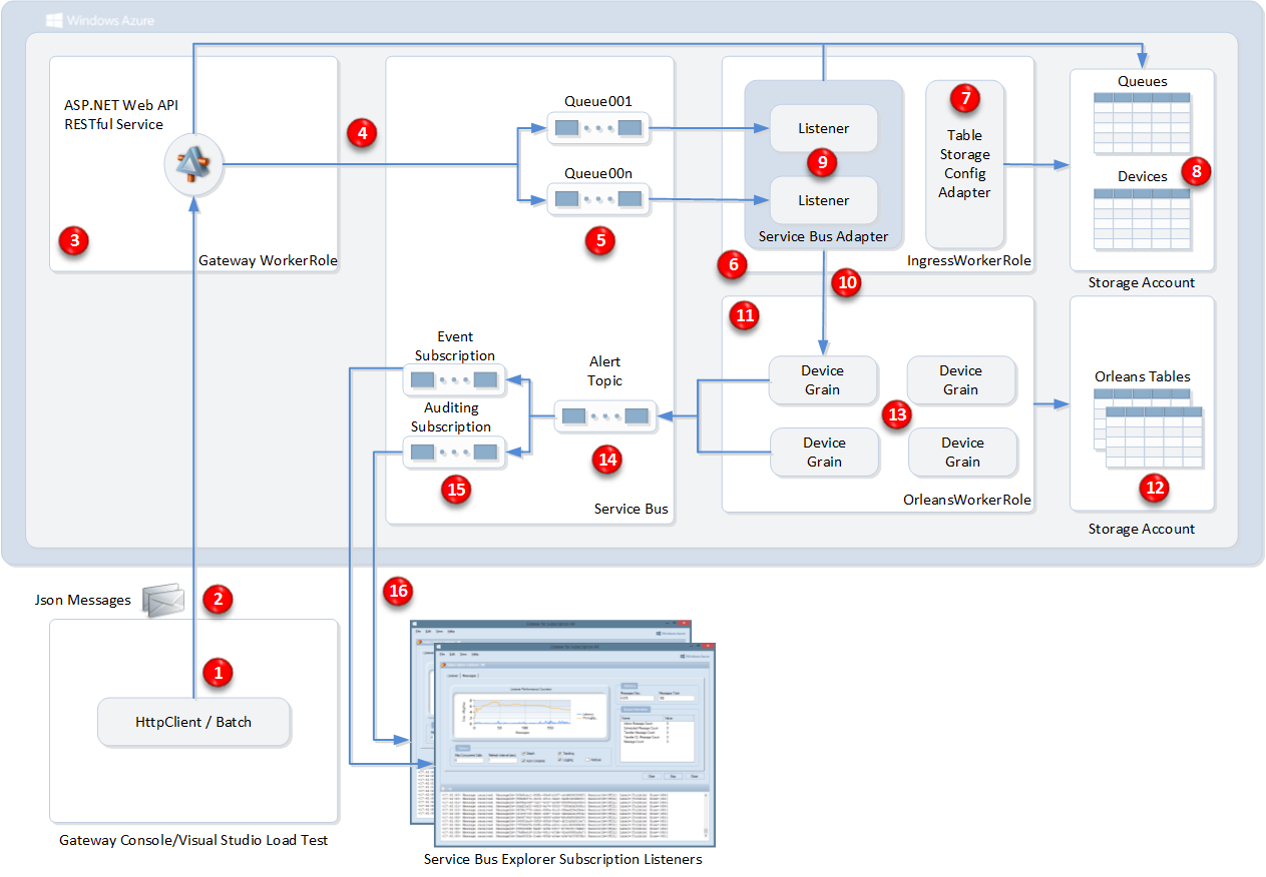 Windows Azure
ASP.NET Web API
RESTful Service
3
Gateway WorkerRole
4
Queue001
Queue00n
5
Event
Subscription
Auditing
Subscription
15
Alert
Topic
14
Service Bus
Listener
9
Listener
Service Bus Adapter
7
Table
Storage
Config
Adapter
6
IngressWorkerRole
10
11
Device
Grain
Device
Grain
13
Device
Grain
Device
Grain
OrleansWorkerRole
Queues
Devices
8
Storage Account
Orleans Tables
12
Storage Account
Json Messages
2
1
HttpClient / Batch
Gateway Console/Visual Studio Load Test
16
Service Bus Explorer Subscription Listeners